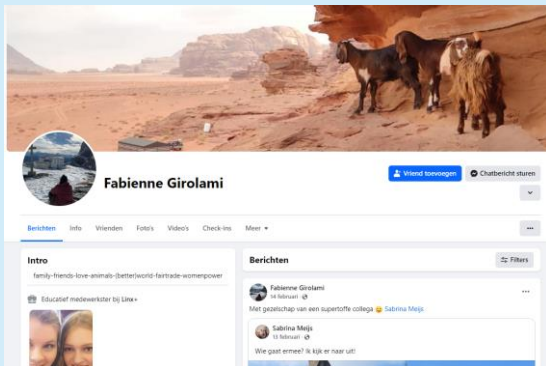 Fabienne Girolami
Vriend toevoegen
Chatbericht sturen
Berichten Info Vrienden Foto's Video's Check-ins Meer
Intro
family-friends-love-animals-(better)world-fairtrade-womenpower
Educatief medewerkster bij Linx+
Berichten
Filters
Fabienne Girolami
14 februari ·
Met gezelschap van een supertoffe collega 😄 Sabrina Meijs
Sabrina Meijs
13 februari ·
Wie gaat ermee? Ik kijk er naar uit!